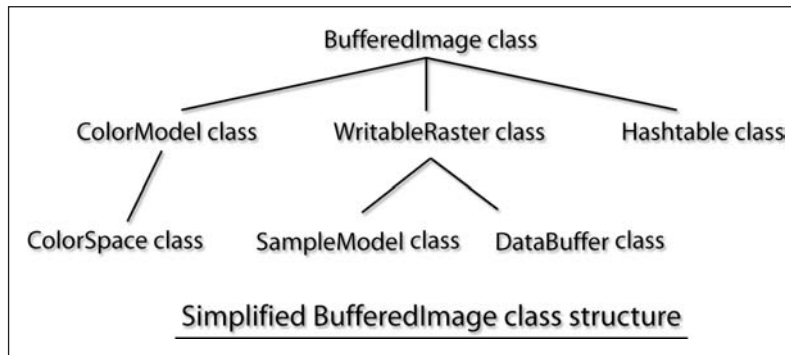 BufferedImage class
ColorModel class WritableRaster class Hashtable class
ColorSpace class SampleModel class DataBuffer class
Simplified BufferedImage class structure